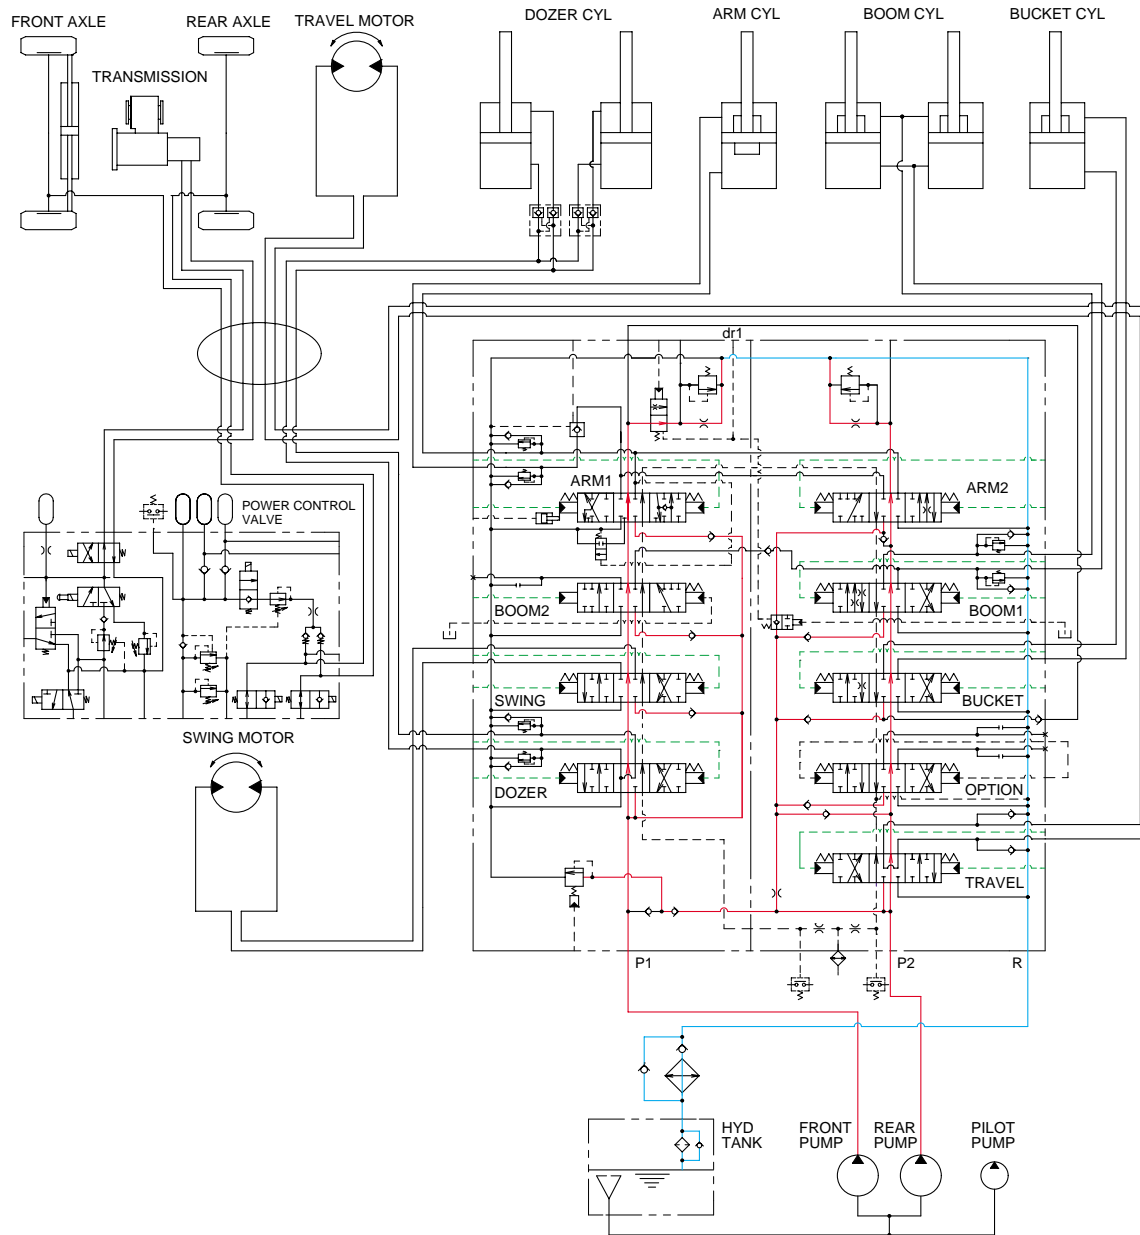 FRONT AXLE
REAR AXLE
TRAVEL MOTOR
DOZER CYL
ARM CYL
BOOM CYL
BUCKET CYL
TRANSMISSION
dr1
ARM1
ARM2
POWER CONTROL
VALVE
BOOM2
BOOM1
SWING
BUCKET
SWING MOTOR
DOZER
OPTION
TRAVEL
P1
P2
R
HYD
TANK
FRONT
PUMP
REAR
PUMP
PILOT
PUMP